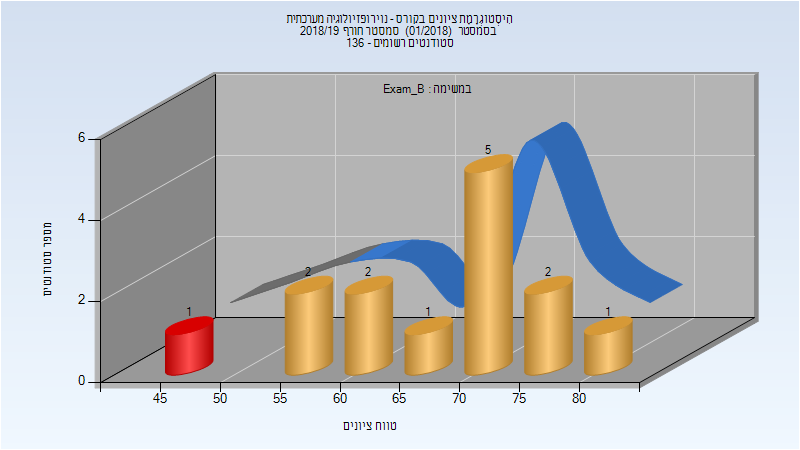 היסטוגרמת ציונים בקורס - נוירופזיולוגיה מערכתית
בסמסטר (01/2018) סמסטר חורף 2018/19
סטודנטים רשומים - 136
במשימה : Exam_B
מספר סטודנטים
6
4
2
0
1
2
2
1
5
2
1
45 50 55 60 65 70 75 80
טווח ציונים